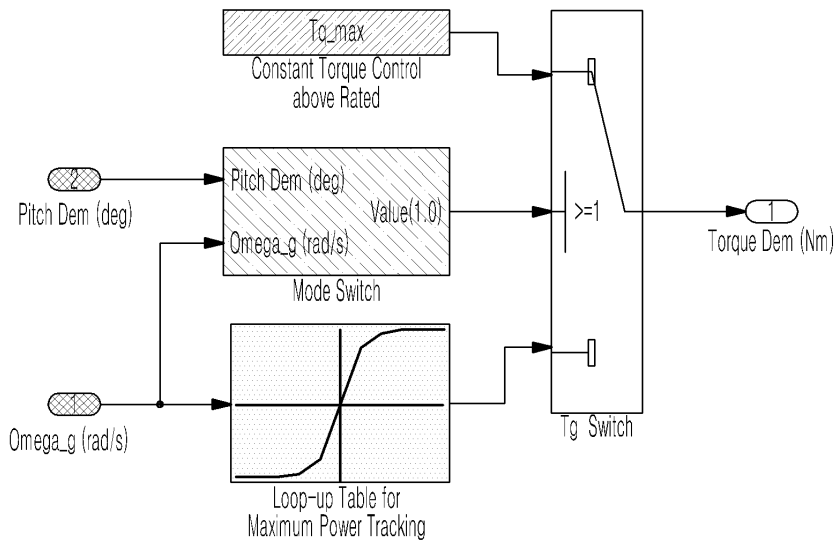 Tg_max
Constant Torque Control
above Rated
2
Pitch Dem (deg)
Pitch Dem (deg)
Value(1.0)
Omega_g (rad/s)
Mode Switch
>=1
1
Torque Dem (Nm)
1
Omega_g (rad/s)
Loop-up Table for
Maximum Power Tracking
Tg Switch